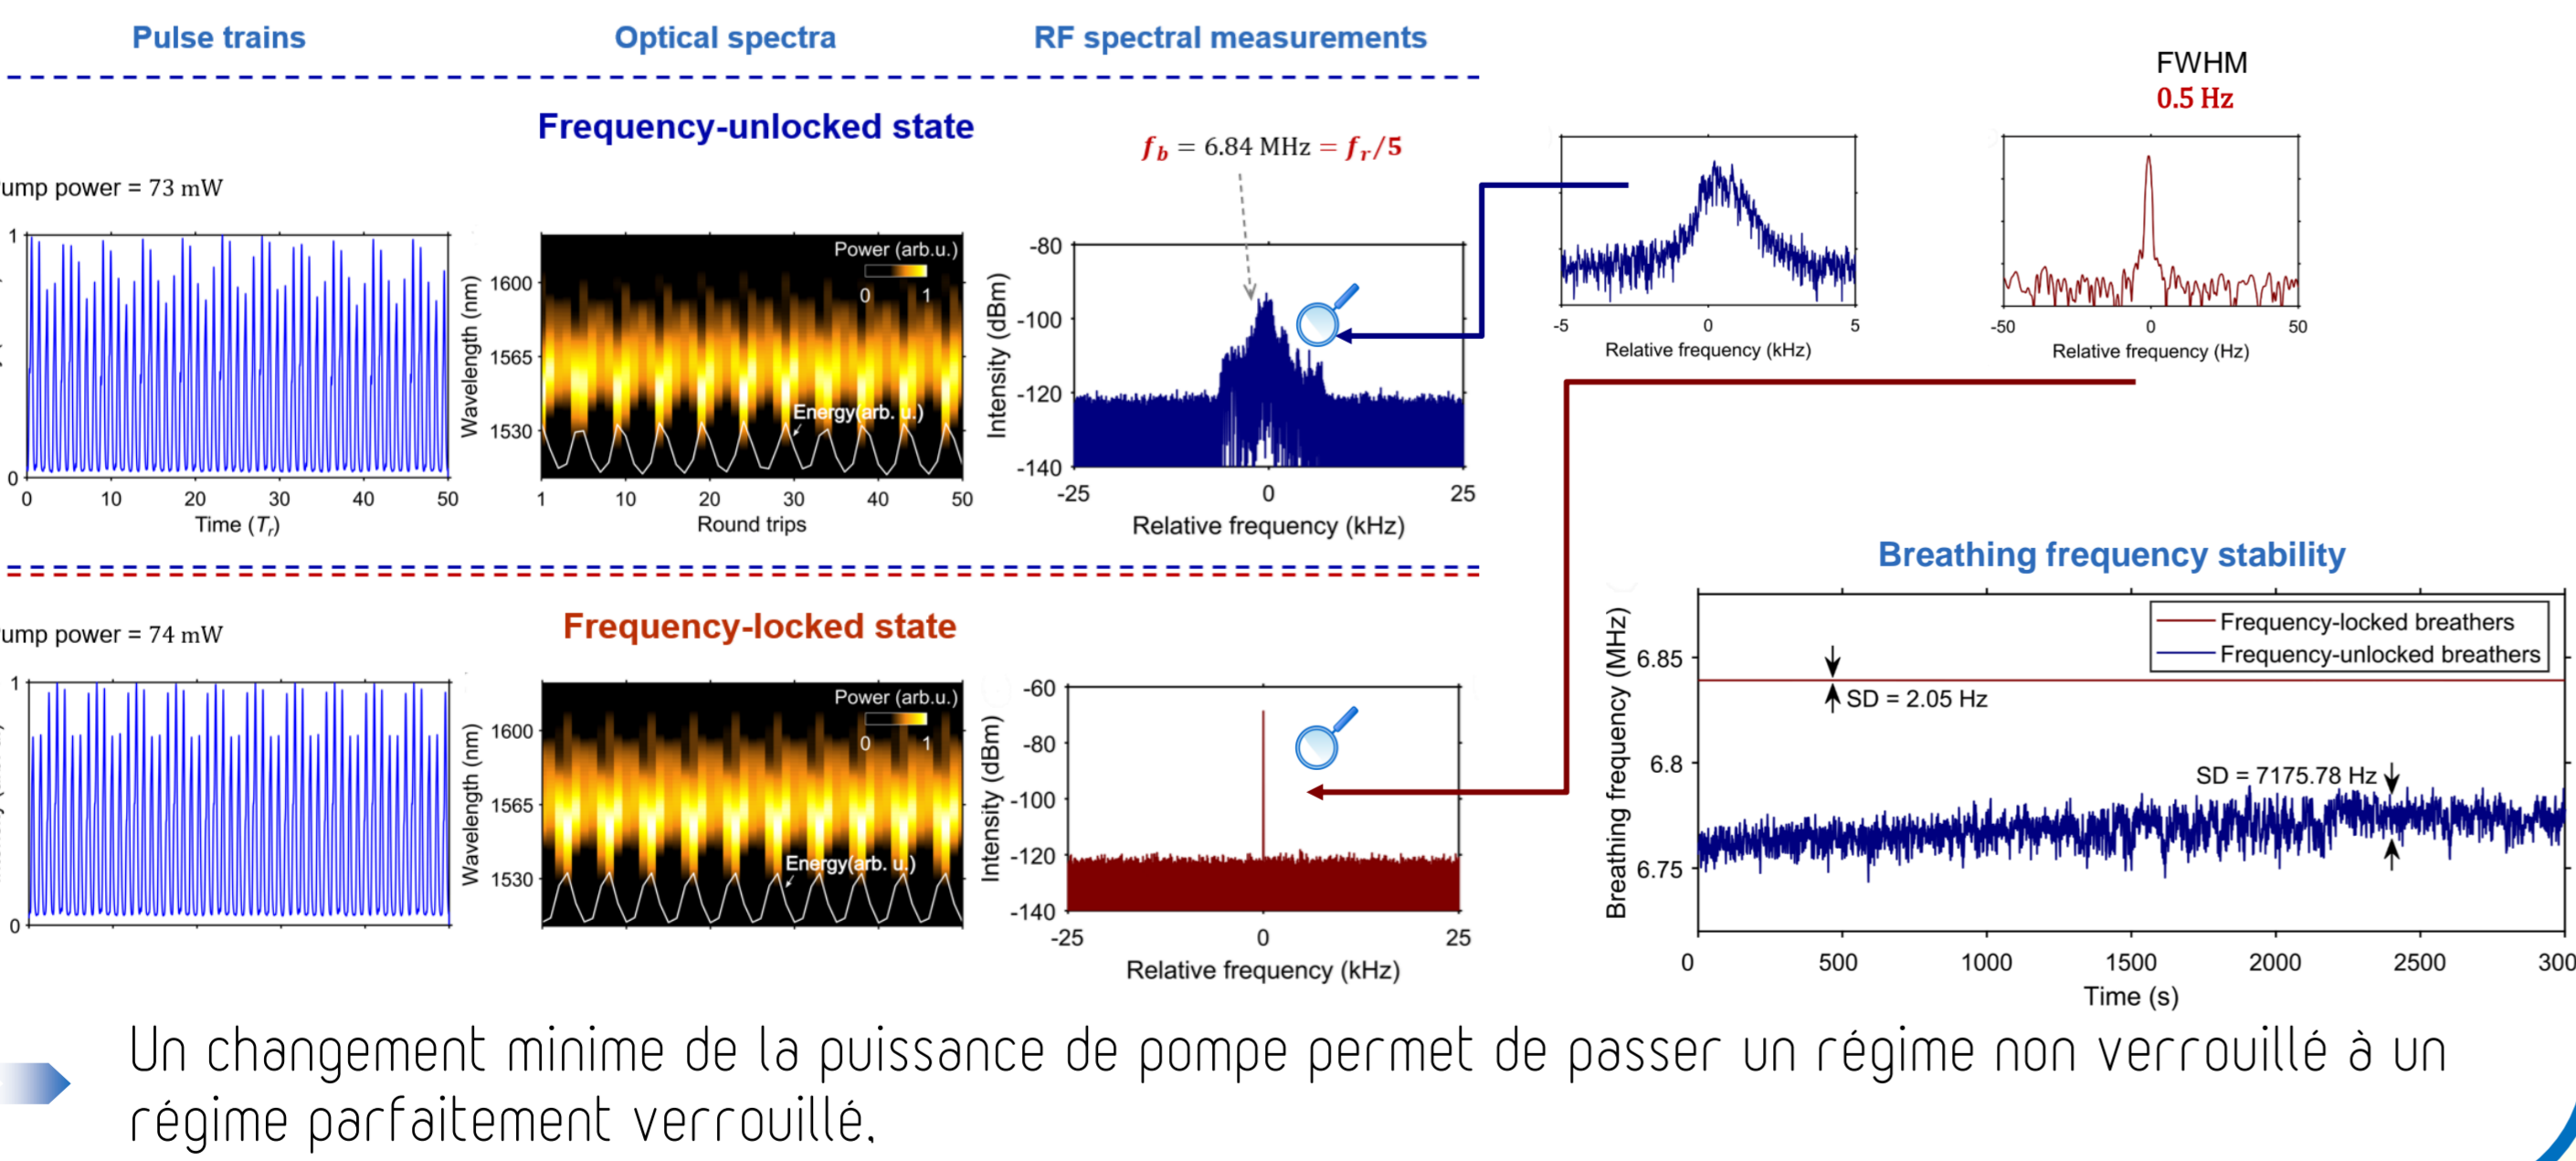 Pulse trains
Optical spectra
RF spectral measurements
FWHM
0.5 Hz
Frequency-unlocked state
f_b = 6.84 MHz = f_r/5
ump power = 73 mW
1
0
0 10 20 30 40 50
Time (T_r)
Wavelength (nm)
1600
1565
1530
Power (arb.u.)
0 1
Energy(arb. u.)
1 10 20 30 40 50
Round trips
Intensity (dBm)
-80
-100
-120
-140
-25 0 25
Relative frequency (kHz)
-5 0 5
Relative frequency (kHz)
-50 0 50
Relative frequency (Hz)
Frequency-locked state
ump power = 74 mW
1
0
Wavelength (nm)
1600
1565
1530
Power (arb.u.)
0 1
Energy(arb. u.)
Intensity (dBm)
-60
-80
-100
-120
-140
-25 0 25
Relative frequency (kHz)
Breathing frequency stability
Breathing frequency (MHz)
6.85
6.8
6.75
Frequency-locked breathers
Frequency-unlocked breathers
SD = 2.05 Hz
SD = 7175.78 Hz
0 500 1000 1500 2000 2500 300
Time (s)
Un changement minime de la puissance de pompe permet de passer un régime non verrouillé à un
régime parfaitement verrouillé.